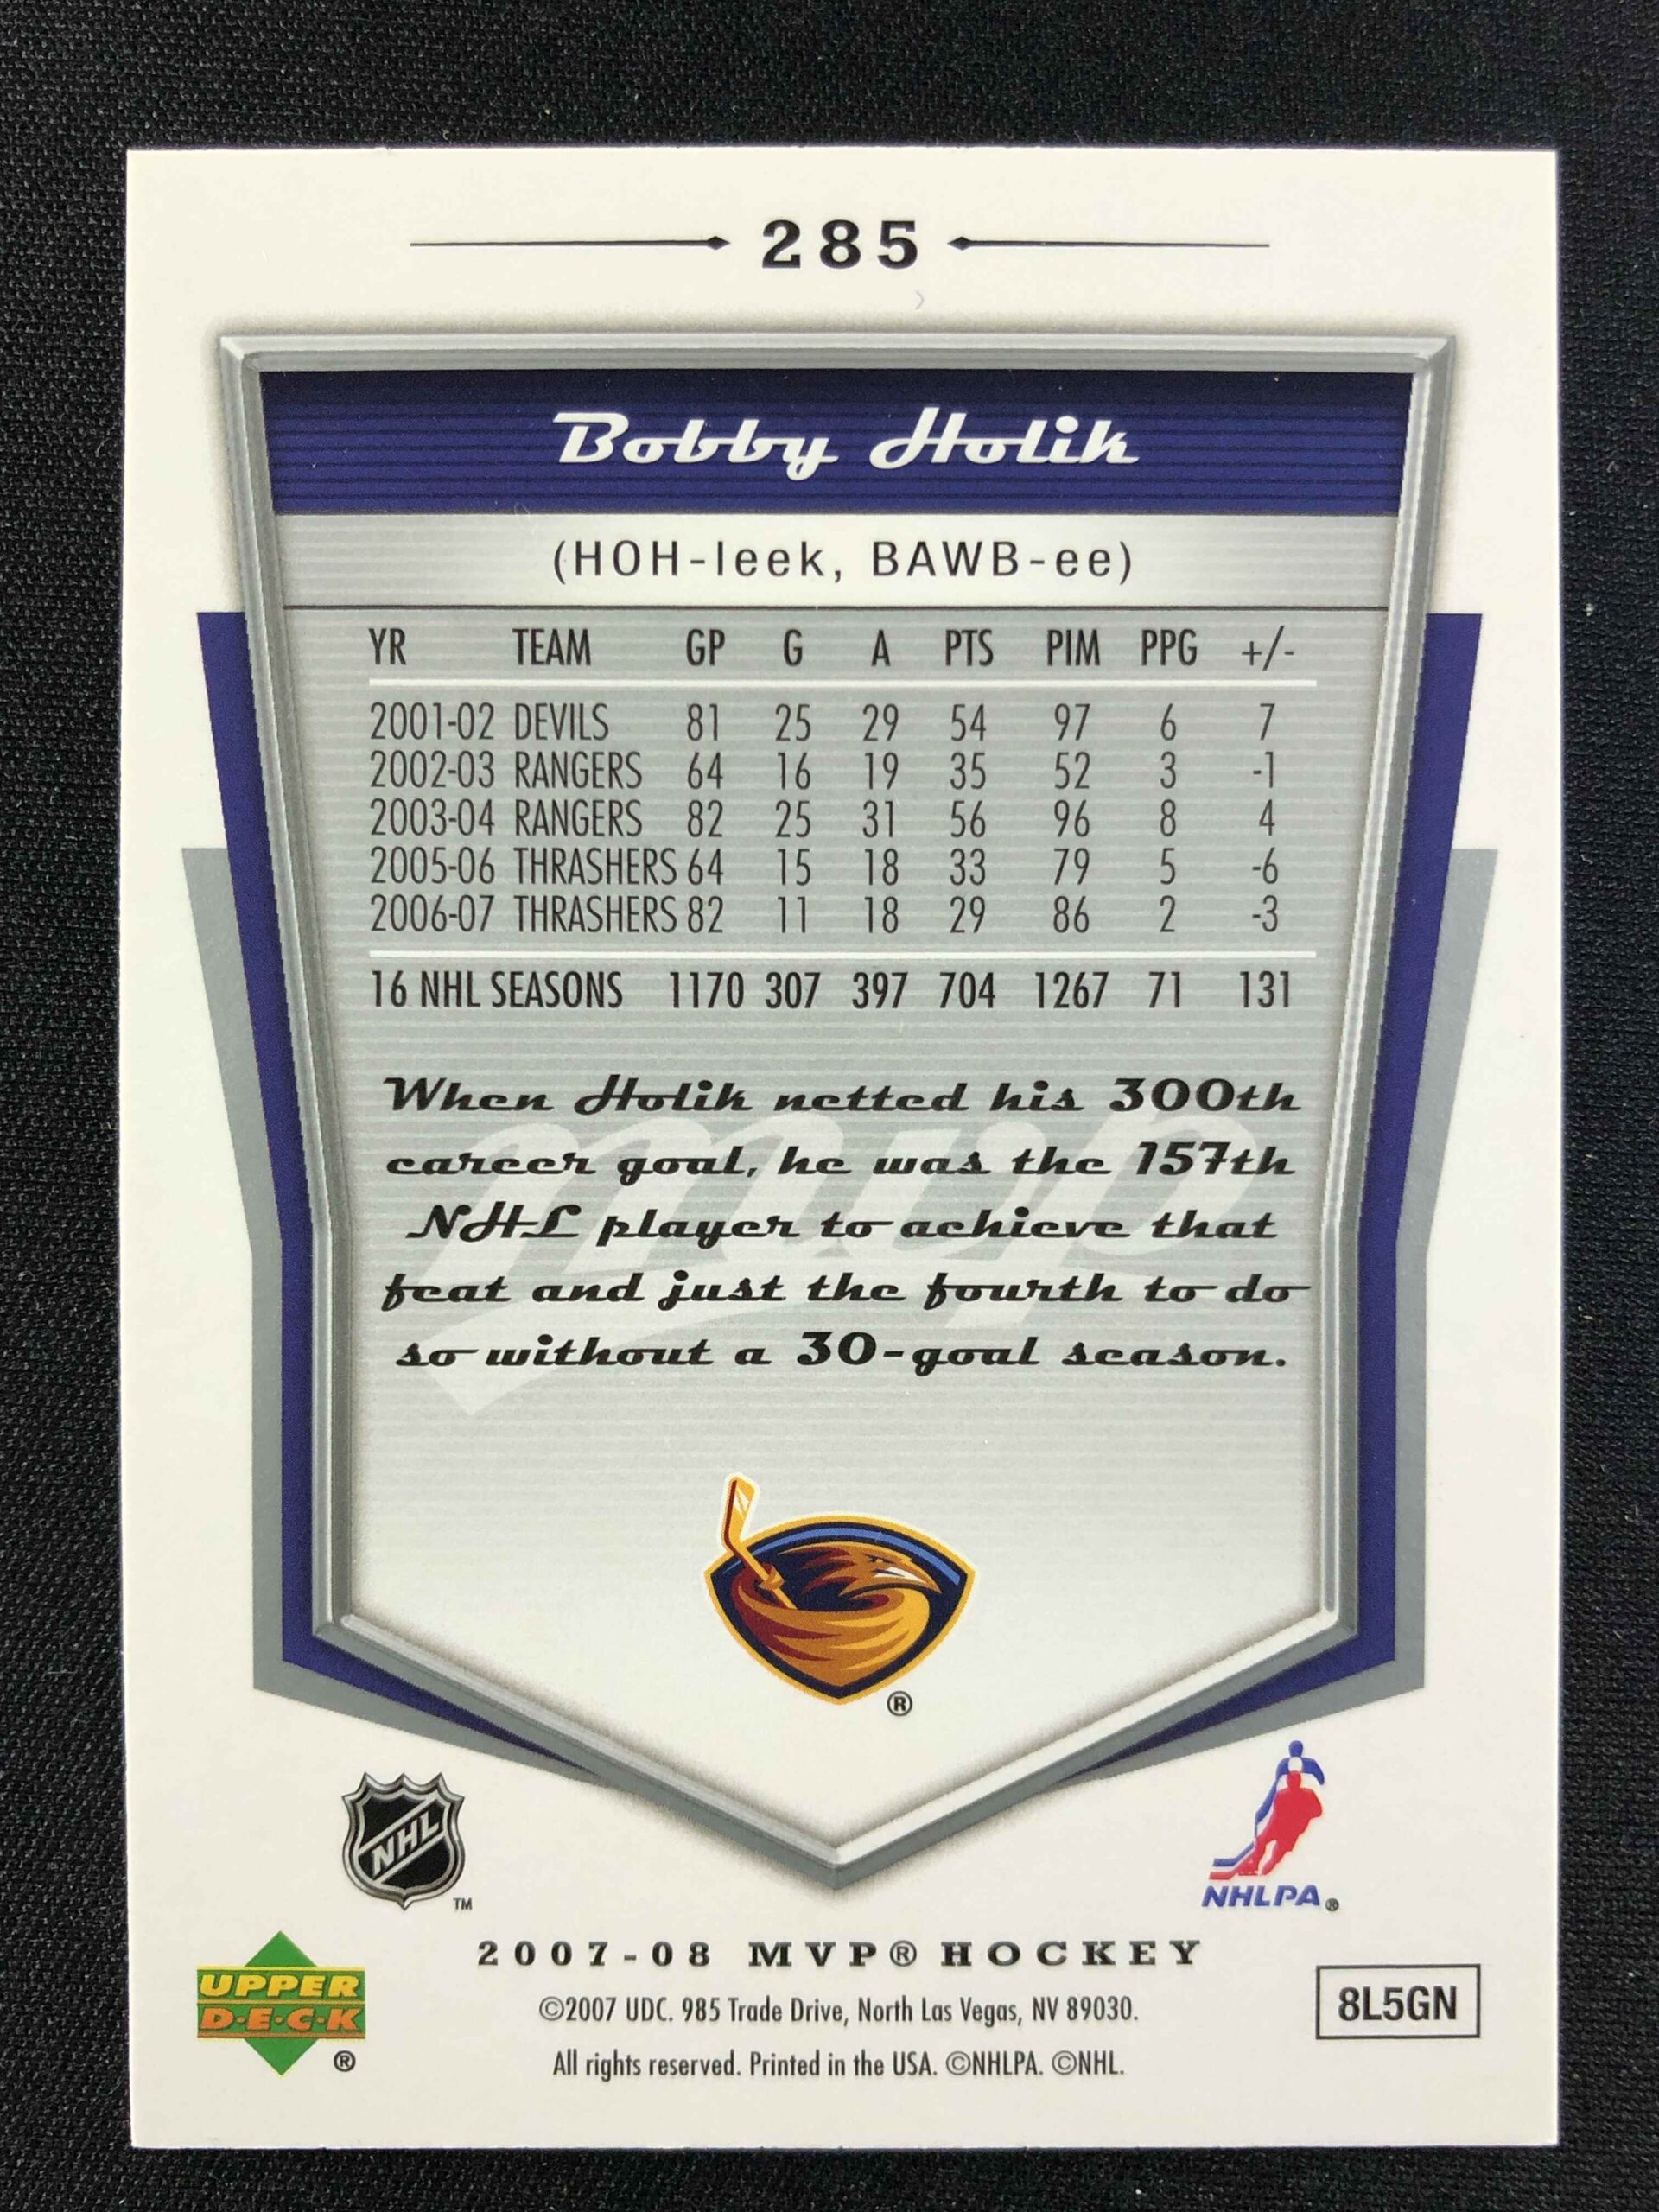 285
Bobby Holik
(HOH-leek, BAWB-ee)
YR TEAM GP G A PTS PIM PPG +/-
2001-02 DEVILS 81 25 29 54 97 6 7
2002-03 RANGERS 64 16 19 35 52 3 -1
2003-04 RANGERS 82 25 31 56 96 8 4
2005-06 THRASHERS 64 15 18 33 79 5 -6
2006-07 THRASHERS 82 11 18 29 86 2 -3
16 NHL SEASONS 1170 307 397 704 1267 71 131
mvp
When Holik netted his 300th
career goal, he was the 157th
NHL player to achieve that
feat and just the fourth to do
so without a 30-goal season.
®
NHL
TM
NHLPA®
2007-08 MVP® HOCKEY
UPPER
D·E·C·K
®
©2007 UDC. 985 Trade Drive, North Las Vegas, NV 89030.
All rights reserved. Printed in the USA. ©NHLPA. ©NHL.
8L5GN